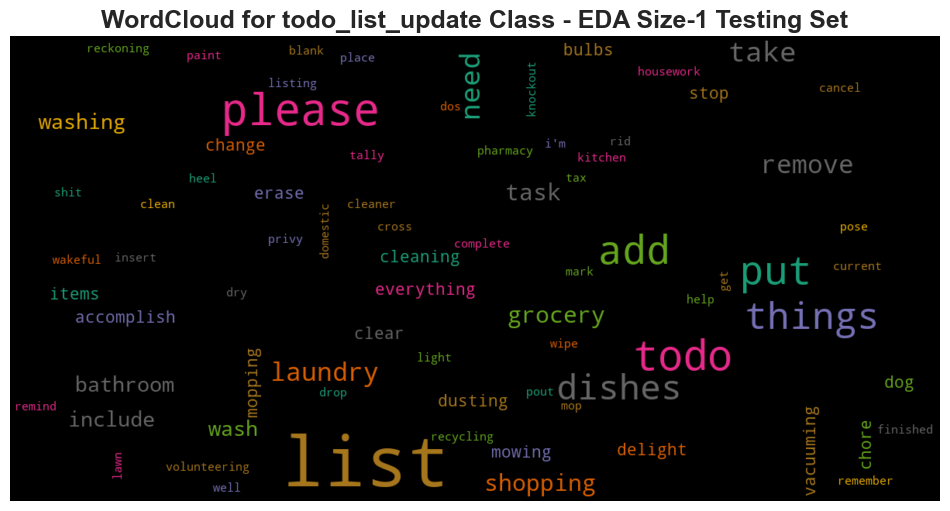 WordCloud for todo_list_update Class - EDA Size-1 Testing Set
reckoning
paint
blank
place
bulbs
take
need
housework
listing
knockout
stop
cancel
please
dos
washing
change
i'm
rid
tally
pharmacy
kitchen
remove
heel
tax
shit
erase
task
clean
cleaner
domestic
cross
pose
privy
complete
add
wakeful
insert
cleaning
mark
put
current
get
items
dry
everything
help
accomplish
grocery
things
clear
wipe
todo
light
mopping
laundry
bathroom
drop
pout
dishes
dog
remind
include
dusting
mop
wash
recycling
vacuuming
chore
finished
list
mowing
delight
lawn
volunteering
well
shopping
remember